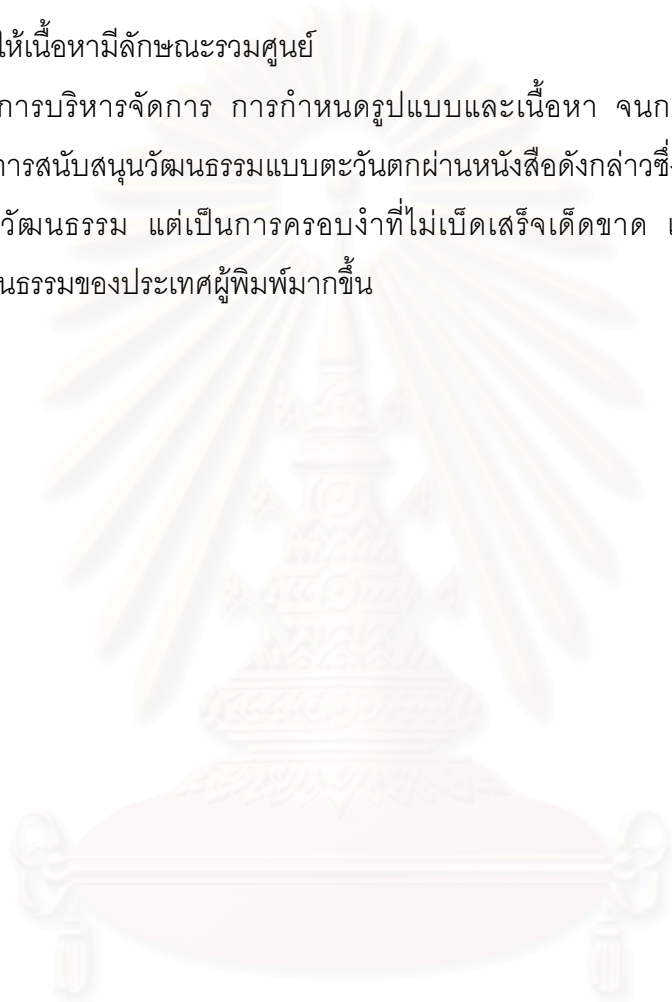 ให้เนื้อหามีลักษณะรวมศูนย์
การบริหารจัดการ การกำหนดรูปแบบและเนื้อหา จนก
การสนับสนุนวัฒนธรรมแบบตะวันตกผ่านหนังสือดังกล่าวซึ่ง
วัฒนธรรม แต่เป็นการครอบงำที่ไม่เบ็ดเสร็จเด็ดขาด
นธรรมของประเทศผู้พิมพ์มากขึ้น